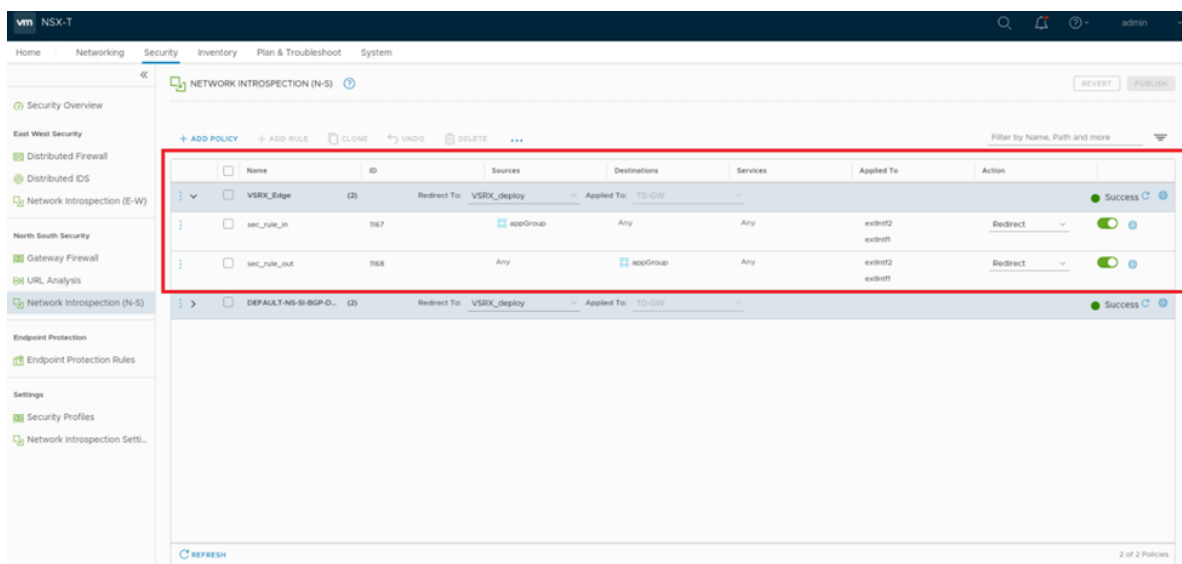 vm NSX-T admin
Home Networking Security Inventory Plan & Troubleshoot System
NETWORK INTROSPECTION (N-S) REVERT PUBLISH
Security Overview
East West Security
Distributed Firewall
Distributed IDS
Network Introspection (E-W)
North South Security
Gateway Firewall
URL Analysis
Network Introspection (N-S)
Endpoint Protection
Endpoint Protection Rules
Settings
Security Profiles
Network Introspection Setti...
+ ADD POLICY + ADD RULE CLONE UNDO DELETE ... Filter by Name, Path and more
Name ID Sources Destinations Services Applied To Action
VSRX_Edge (2) Redirect To: VSRX_deploy Applied To: T0-GW Success
sec_rule_in 1167 appGroup Any Any extIntf2 Redirect
extIntf1
sec_rule_out 1168 Any appGroup Any extIntf2 Redirect
extIntf1
DEFAULT-NS-SI-BGP-D... (2) Redirect To: VSRX_deploy Applied To: T0-GW Success
REFRESH 2 of 2 Policies